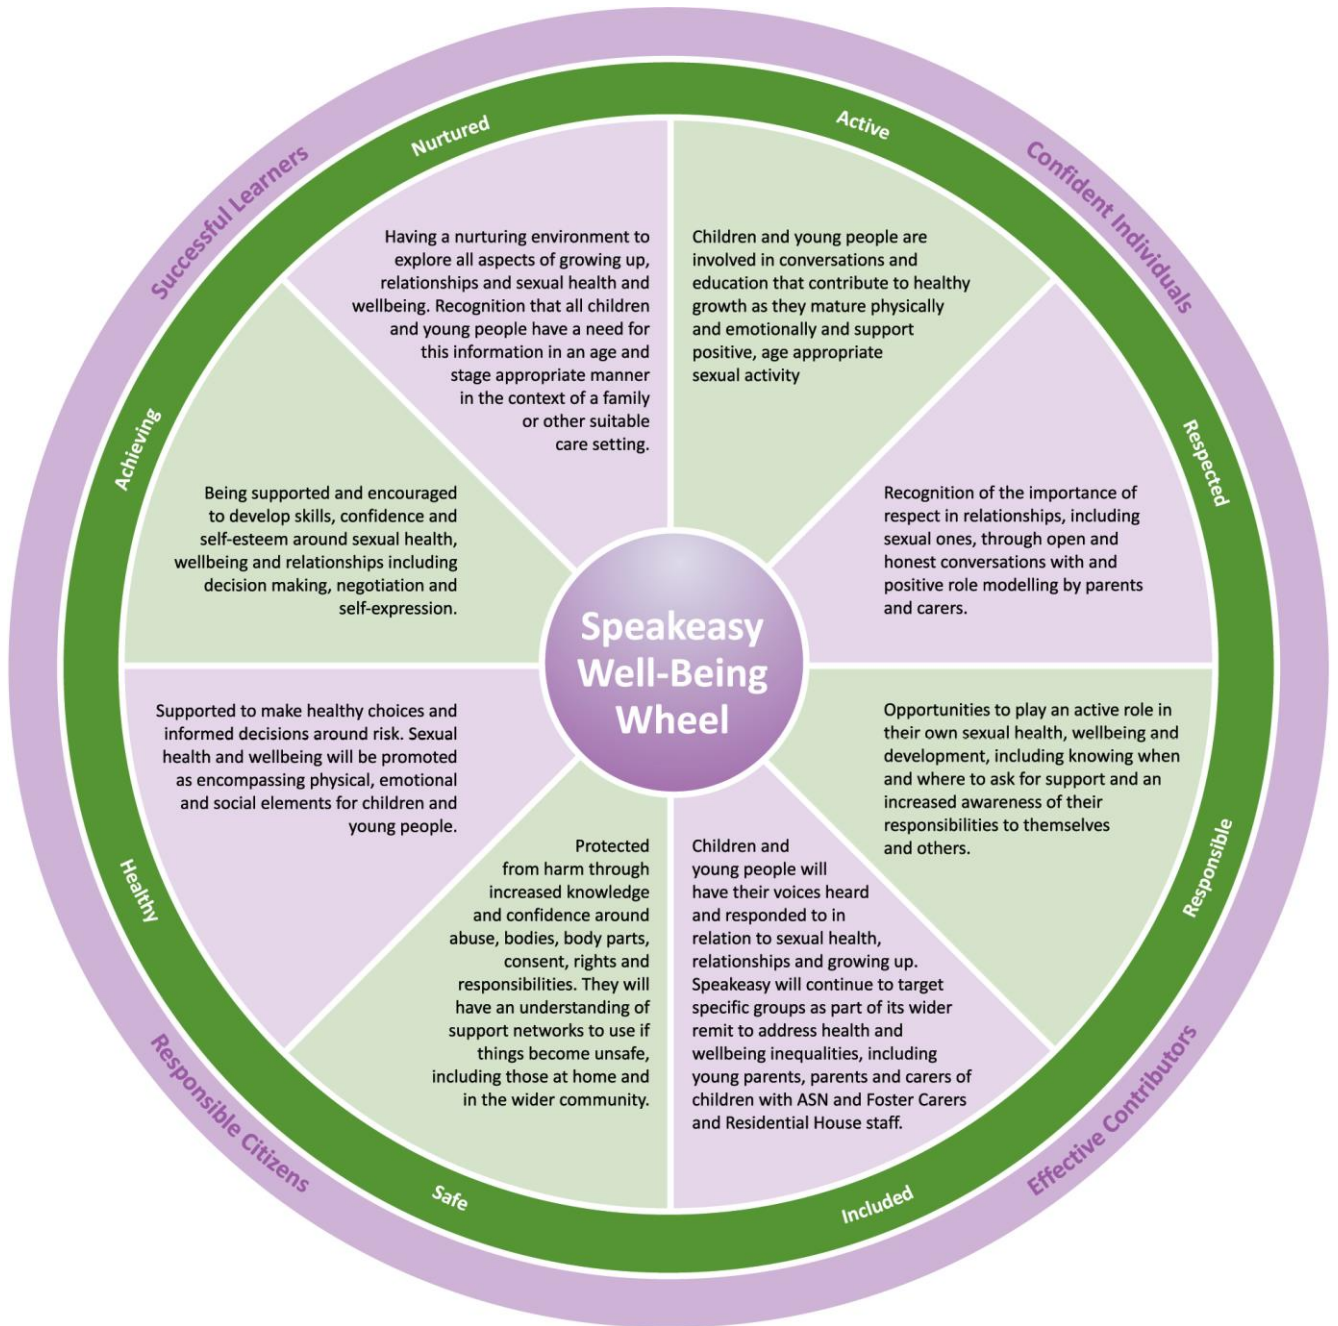 Successful Learners
Confident Individuals
Nurtured
Active
Having a nurturing environment to
explore all aspects of growing up,
relationships and sexual health and
wellbeing. Recognition that all children
and young people have a need for
this information in an age and
stage appropriate manner
in the context of a family
or other suitable
care setting.
Children and young people are
involved in conversations and
education that contribute to healthy
growth as they mature physically
and emotionally and support
positive, age appropriate
sexual activity
Achieving
Respected
Being supported and encouraged
to develop skills, confidence and
self-esteem around sexual health,
wellbeing and relationships including
decision making, negotiation and
self-expression.
Recognition of the importance of
respect in relationships, including
sexual ones, through open and
honest conversations with and
positive role modelling by parents
and carers.
Speakeasy
Well-Being
Wheel
Supported to make healthy choices and
informed decisions around risk. Sexual
health and wellbeing will be promoted
as encompassing physical, emotional
and social elements for children and
young people.
Opportunities to play an active role in
their own sexual health, wellbeing and
development, including knowing when
and where to ask for support and an
increased awareness of their
responsibilities to themselves
and others.
Healthy
Responsible
Protected
from harm through
increased knowledge
and confidence around
abuse, bodies, body parts,
consent, rights and
responsibilities. They will
have an understanding of
support networks to use if
things become unsafe,
including those at home and
in the wider community.
Children and
young people will
have their voices heard
and responded to in
relation to sexual health,
relationships and growing up.
Speakeasy will continue to target
specific groups as part of its wider
remit to address health and
wellbeing inequalities, including
young parents, parents and carers of
children with ASN and Foster Carers
and Residential House staff.
Safe
Included
Responsible Citizens
Effective Contributors